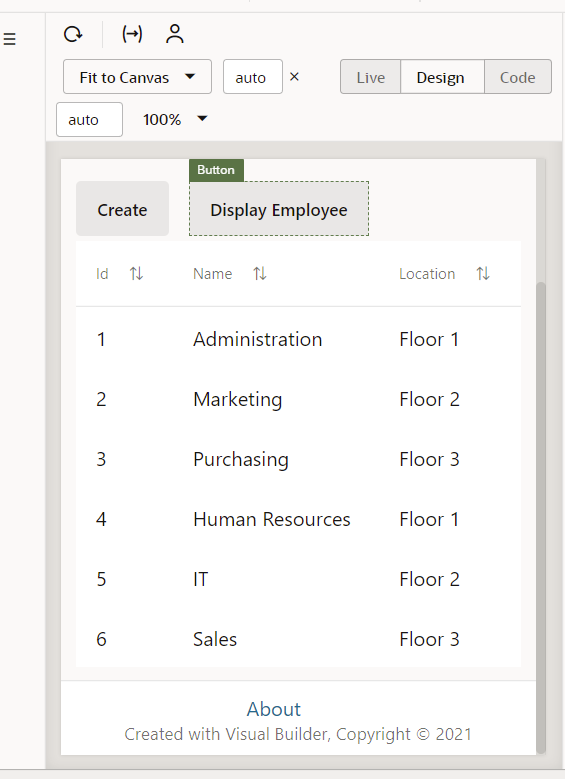 Fit to Canvas auto × Live Design Code
auto 100%
Button
Create Display Employee
Id Name Location
1 Administration Floor 1
2 Marketing Floor 2
3 Purchasing Floor 3
4 Human Resources Floor 1
5 IT Floor 2
6 Sales Floor 3
About
Created with Visual Builder, Copyright © 2021